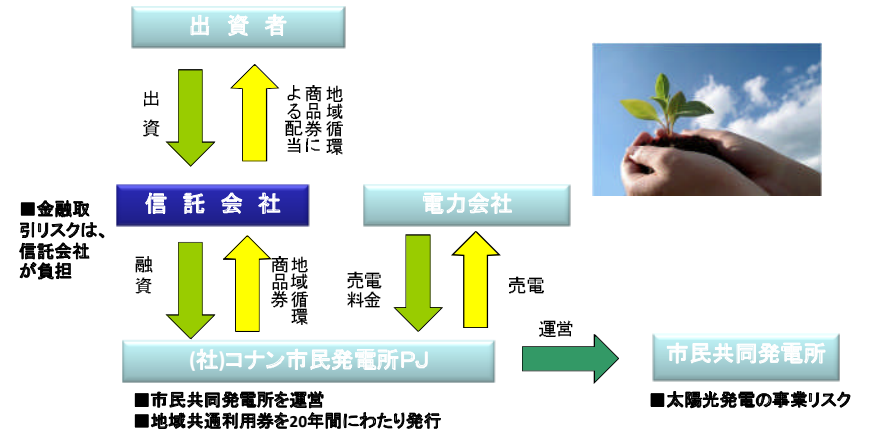 出 資 者
出資
地域循環
商品券に
よる配当
信 託 会 社
電力会社
■金融取
引リスクは、
信託会社
が負担
融資
地域循環
商品券
売電
料金
売電
運営
(社)コナン市民発電所PJ
市民共同発電所
■市民共同発電所を運営
■地域共通利用券を20年間にわたり発行
■太陽光発電の事業リスク